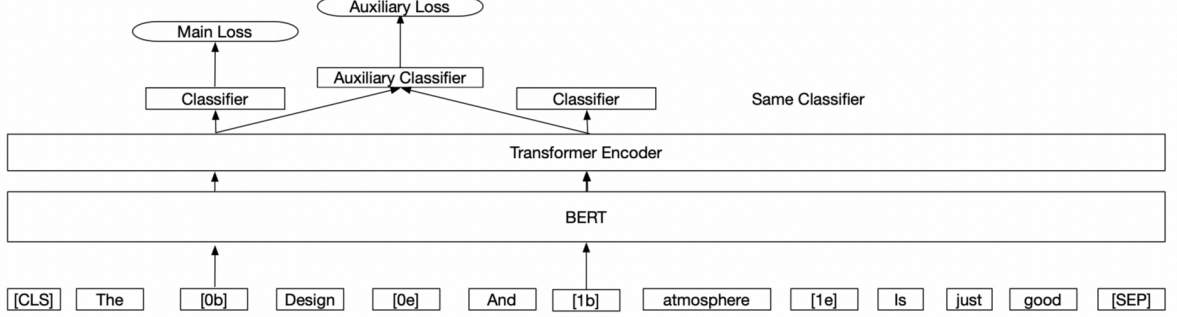 Auxiliary Loss
Main Loss
Auxiliary Classifier
Classifier
Classifier
Same Classifier
Transformer Encoder
BERT
[CLS] The [0b] Design [0e] And [1b] atmosphere [1e] Is just good [SEP]